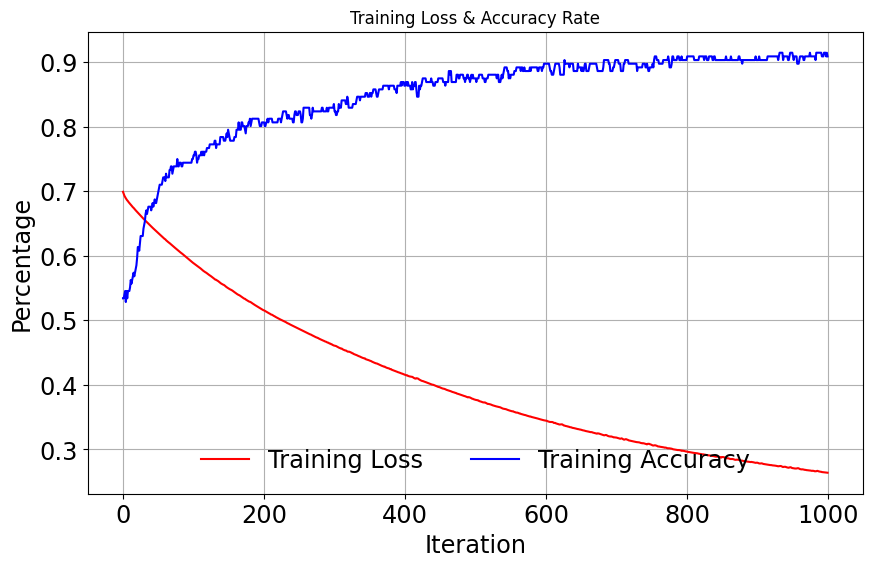 Training Loss & Accuracy Rate
Percentage
0.9
0.8
0.7
0.6
0.5
0.4
0.3
Training Loss
Training Accuracy
0 200 400 600 800 1000
Iteration